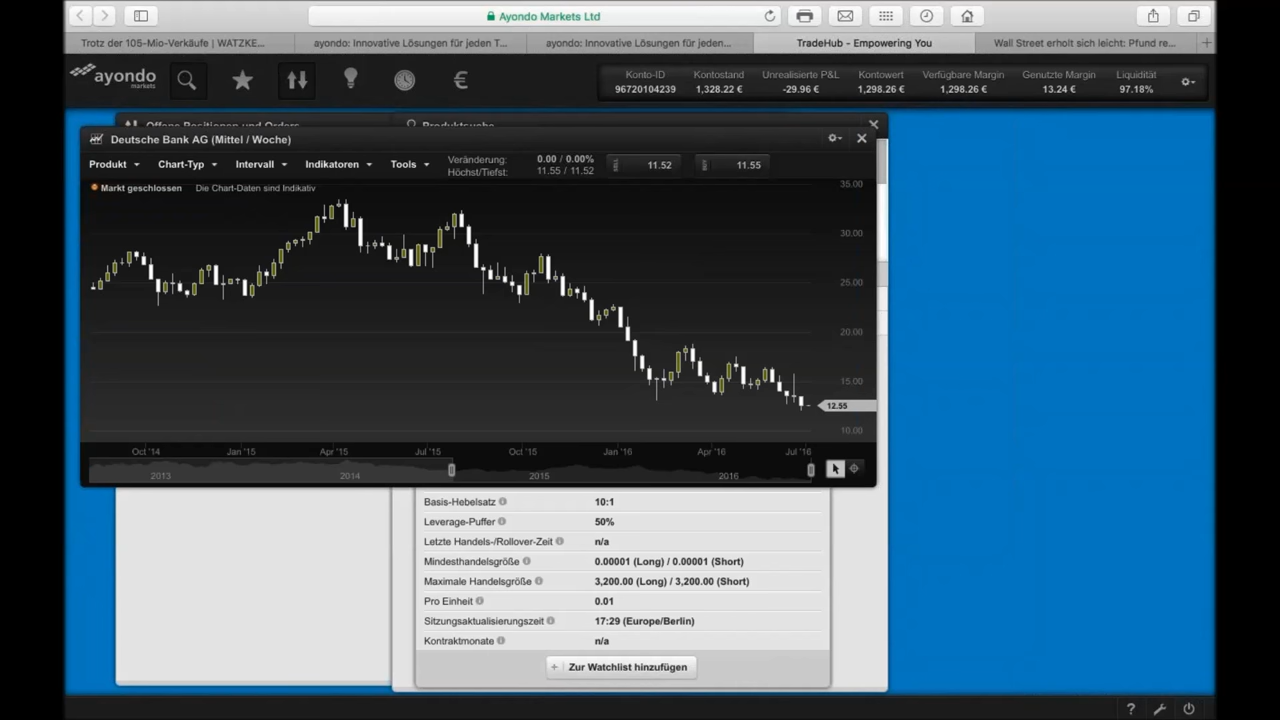 Ayondo Markets Ltd
Trotz der 105-Mio-Verkäufe | WATZKE...
ayondo: Innovative Lösungen für jeden T...
ayondo: Innovative Lösungen für jeden...
TradeHub - Empowering You
Wall Street erholt sich leicht: Pfund re...
ayondo
markets
€
Konto-ID Kontostand Unrealisierte P&L Kontowert Verfügbare Margin Genutzte Margin Liquidität
96720104239 1,328.22 € -29.96 € 1,298.26 € 1,298.26 € 13.24 € 97.18%
Offene Positionen und Orders
Produktsuche
Deutsche Bank AG (Mittel / Woche)
Produkt Chart-Typ Intervall Indikatoren Tools
Veränderung: 0.00 / 0.00%
Höchst/Tiefst: 11.55 / 11.52
SELL 11.52
BUY 11.55
Markt geschlossen Die Chart-Daten sind Indikativ
35.00
30.00
25.00
20.00
15.00
12.55
10.00
Oct '14 Jan '15 Apr '15 Jul '15 Oct '15 Jan '16 Apr '16 Jul '16
2013 2014 2015 2016
Basis-Hebelsatz 10:1
Leverage-Puffer 50%
Letzte Handels-/Rollover-Zeit n/a
Mindesthandelsgröße 0.00001 (Long) / 0.00001 (Short)
Maximale Handelsgröße 3,200.00 (Long) / 3,200.00 (Short)
Pro Einheit 0.01
Sitzungsaktualisierungszeit 17:29 (Europe/Berlin)
Kontraktmonate n/a
+ Zur Watchlist hinzufügen
?